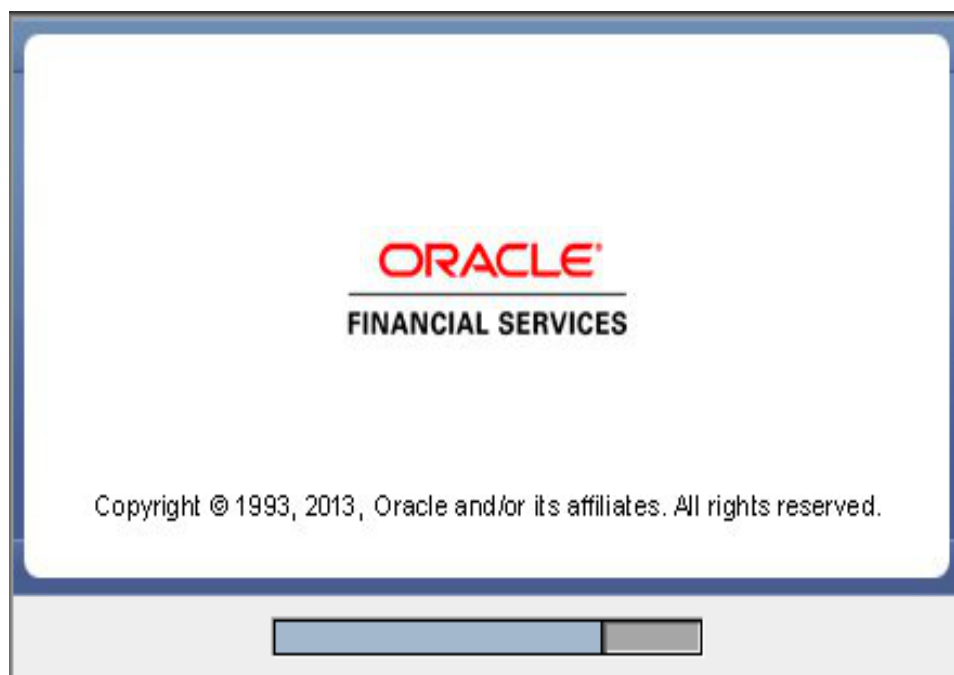 ORACLE®
FINANCIAL SERVICES
Copyright © 1993, 2013, Oracle and/or its affiliates. All rights reserved.